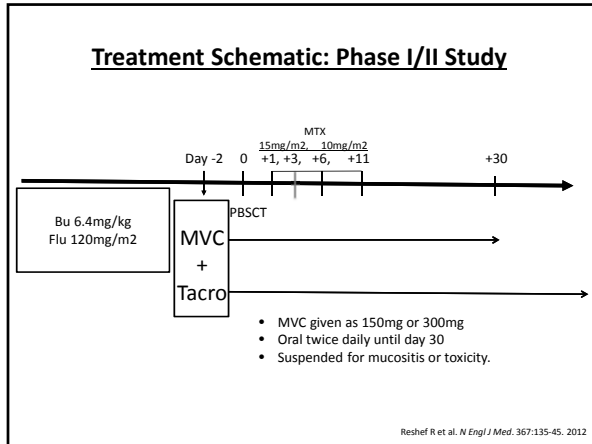 Treatment Schematic: Phase I/II Study
MTX
15mg/m2, 10mg/m2
Day -2 0 +1, +3, +6, +11 +30
Bu 6.4mg/kg
Flu 120mg/m2
PBSCT
MVC
+
Tacro
• MVC given as 150mg or 300mg
• Oral twice daily until day 30
• Suspended for mucositis or toxicity.
Reshef R et al. N Engl J Med. 367:135-45. 2012